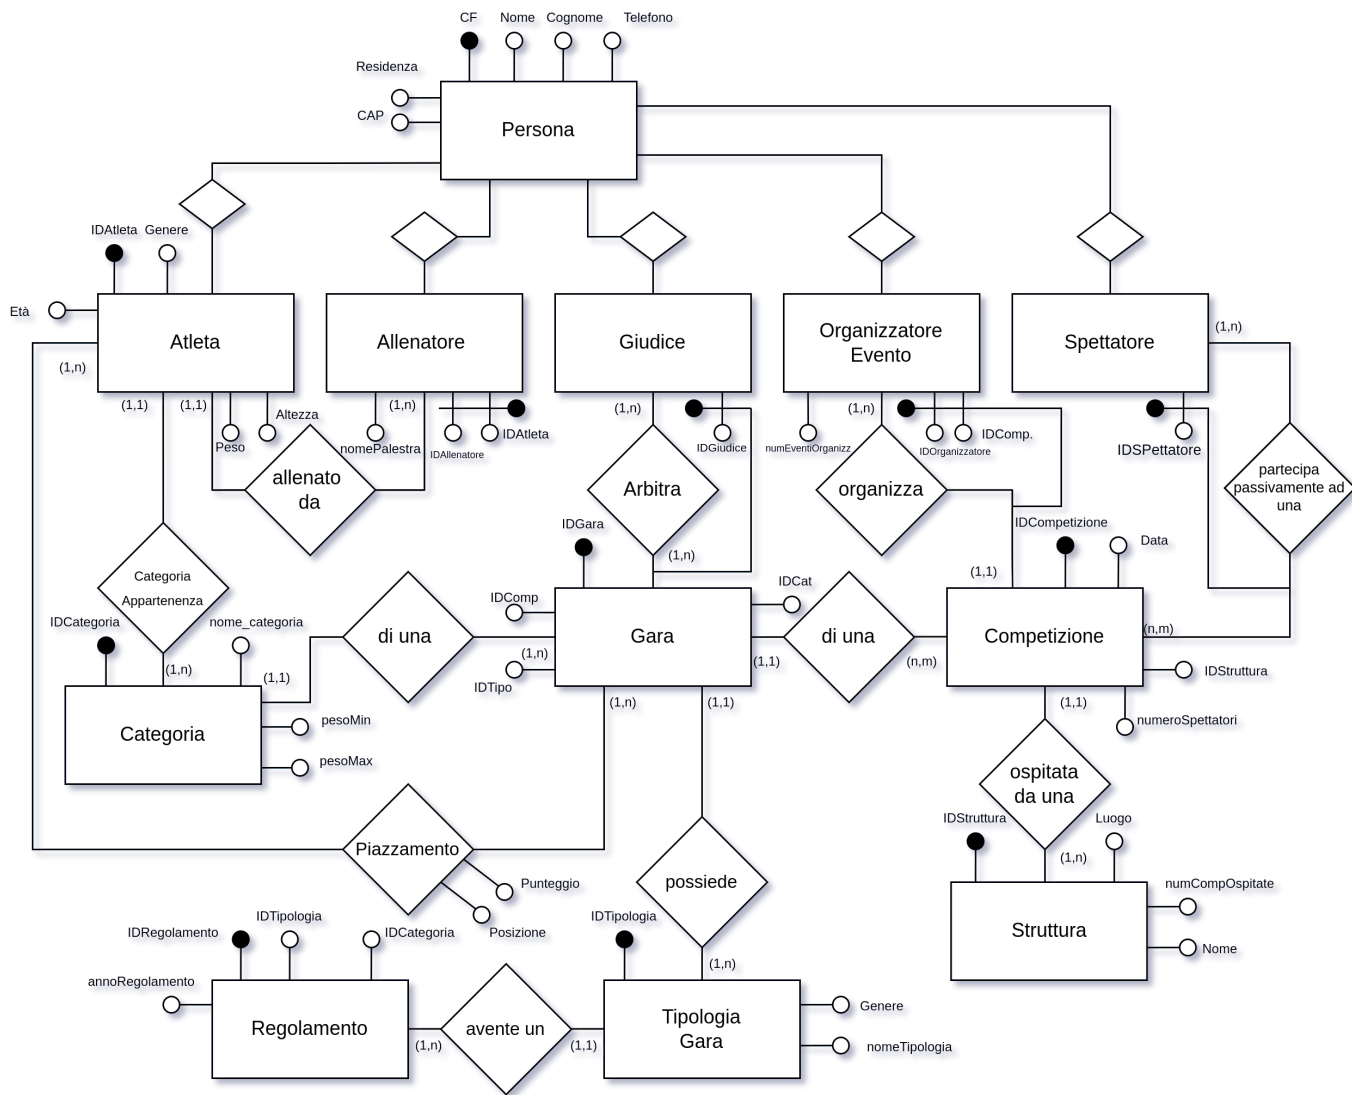 CF
Nome
Cognome
Telefono
Residenza
CAP
Persona
IDAtleta
Genere
Età
Atleta
Allenatore
Giudice
Organizzatore
Evento
Spettatore
(1,n)
(1,n)
(1,1)
(1,1)
Peso
Altezza
(1,n)
nomePalestra
IDAllenatore
IDAtleta
(1,n)
IDGiudice
(1,n)
numEventiOrganizz
IDOrganizzatore
IDComp.
IDSPettatore
allenato
da
Arbitra
organizza
partecipa
passivamente ad
una
IDGara
(1,n)
IDCompetizione
Data
(1,1)
Categoria
Appartenenza
IDCategoria
nome_categoria
(1,n)
(1,1)
di una
IDComp
IDCat
Gara
(1,n)
IDTipo
(1,1)
di una
(n,m)
Competizione
(n,m)
IDStruttura
(1,n)
(1,1)
(1,1)
numeroSpettatori
Categoria
pesoMin
pesoMax
ospitata
da una
IDStruttura
Luogo
(1,n)
Piazzamento
Punteggio
Posizione
possiede
numCompOspitate
Struttura
Nome
IDRegolamento
IDTipologia
IDCategoria
annoRegolamento
IDTipologia
(1,n)
Regolamento
avente un
(1,n)
(1,1)
Tipologia
Gara
Genere
nomeTipologia